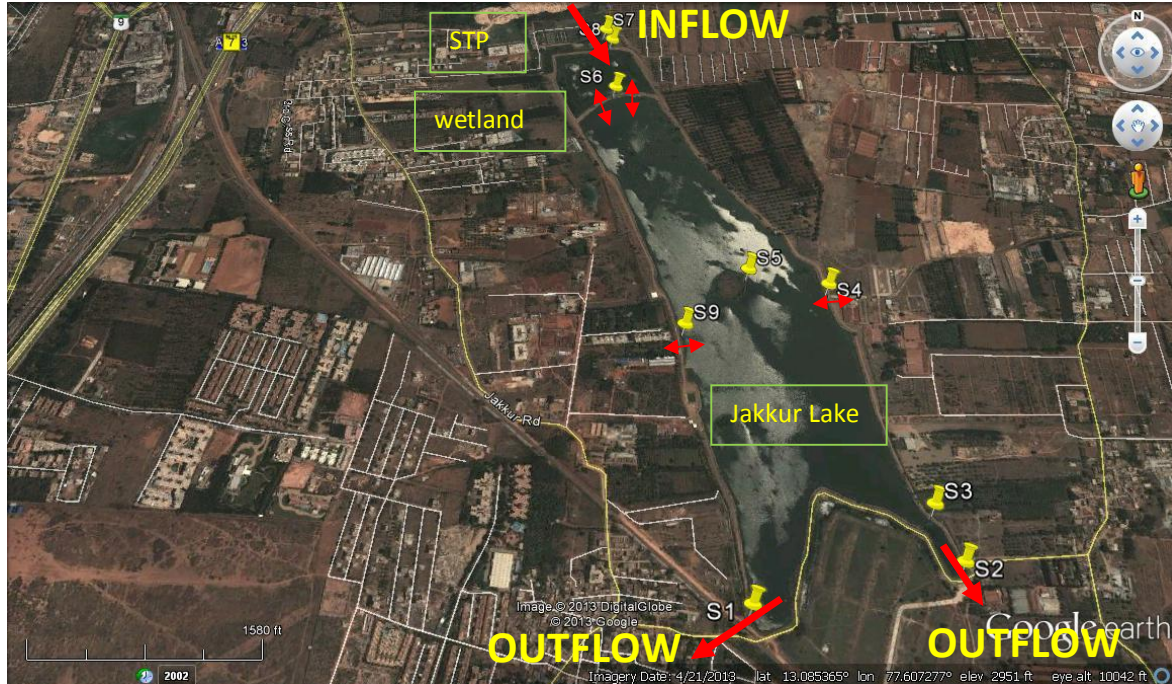 9
S7
INFLOW
S8
STP
7
N
S6
wetland
S5
S4
S9
Jakkur Lake
Jakkur Rd
S3
S2
S1
Image © 2013 DigitalGlobe
© 2013 Google
Google earth
1580 ft
OUTFLOW
OUTFLOW
2002
Imagery Date: 4/21/2013 lat 13.085365° lon 77.607277° elev 2951 ft eye alt 10042 ft